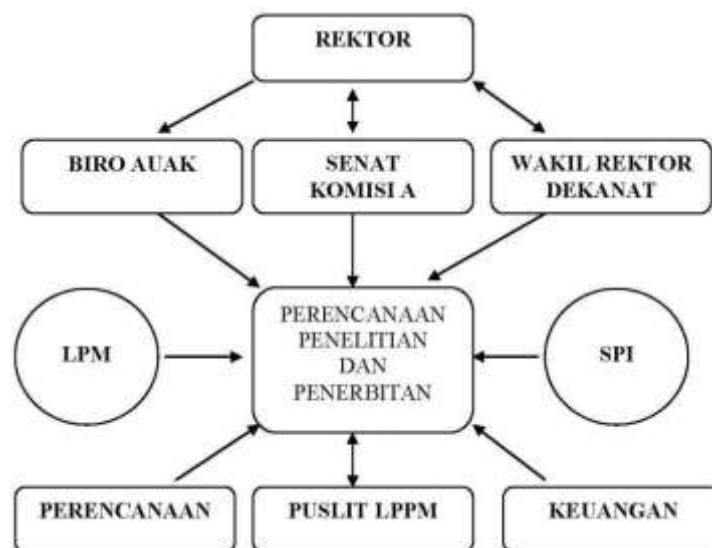 REKTOR
BIRO AUAK
SENAT
KOMISI A
WAKIL REKTOR
DEKANAT
LPM
PERENCANAAN
PENELITIAN
DAN
PENERBITAN
SPI
PERENCANAAN
PUSLIT LPPM
KEUANGAN